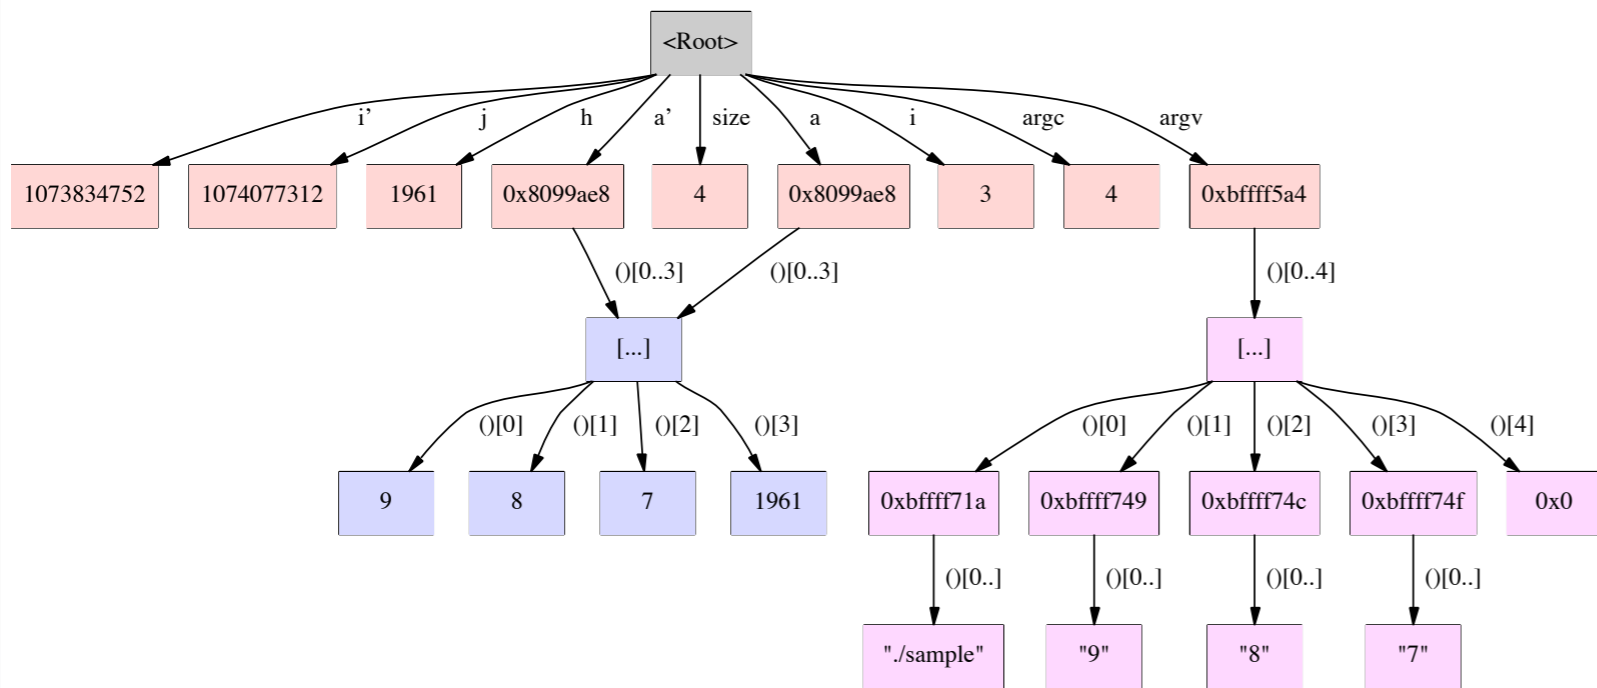 <Root>
i’ j h a’ size a i argc argv
1073834752 1074077312 1961 0x8099ae8 4 0x8099ae8 3 4 0xbffff5a4
()[0..3] ()[0..3] ()[0..4]
[...] [...]
()[0] ()[1] ()[2] ()[3] ()[0] ()[1] ()[2] ()[3] ()[4]
9 8 7 1961 0xbffff71a 0xbffff749 0xbffff74c 0xbffff74f 0x0
()[0..] ()[0..] ()[0..] ()[0..]
"./sample" "9" "8" "7"